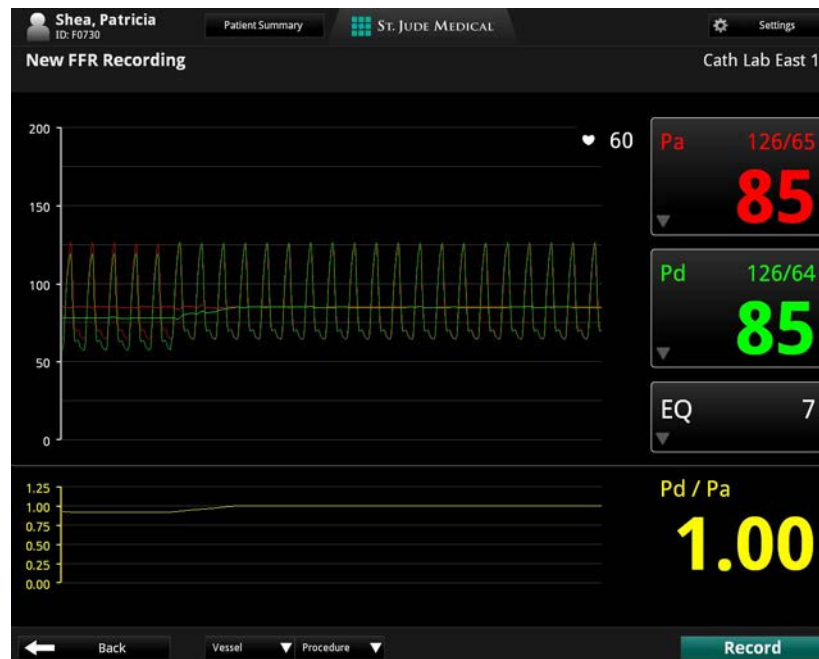 Shea, Patricia
ID: F0730
Patient Summary
ST. JUDE MEDICAL
Settings
New FFR Recording
Cath Lab East 1
200
150
100
50
0
60
Pa 126/65
85
Pd 126/64
85
EQ 7
1.25
1.00
0.75
0.50
0.25
0.00
Pd / Pa
1.00
Back
Vessel
Procedure
Record